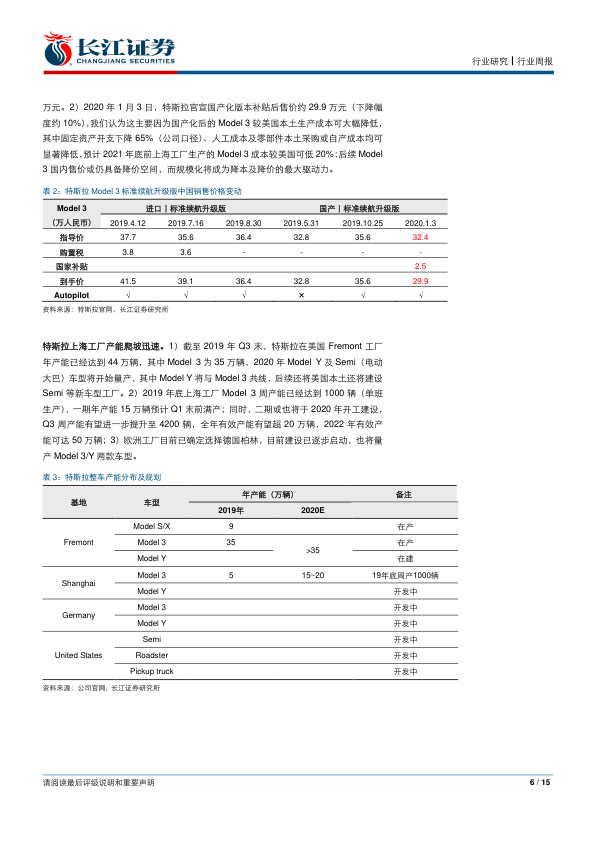 长江证券
CHANGJIANG SECURITIES
行业研究┃行业周报
万元。2）2020 年 1 月 3 日，特斯拉官宣国产化版本补贴后售价约 29.9 万元（下降幅
度约 10%），我们认为这主要因为国产化后的 Model 3 较美国本土生产成本可大幅降低，
其中固定资产开支下降 65%（公司口径）、人工成本及零部件本土采购或自产成本均可
显著降低，预计 2021 年底前上海工厂生产的 Model 3 成本较美国可低 20%；后续 Model
3 国内售价或仍具备降价空间，而规模化将成为降本及降价的最大驱动力。
表 2：特斯拉 Model 3 标准续航升级版中国销售价格变动
Model 3 进口┃标准续航升级版 国产┃标准续航升级版
（万人民币） 2019.4.12 2019.7.16 2019.8.30 2019.5.31 2019.10.25 2020.1.3
指导价 37.7 35.6 36.4 32.8 35.6 32.4
购置税 3.8 3.6 - - - -
国家补贴 2.5
到手价 41.5 39.1 36.4 32.8 35.6 29.9
Autopilot √ √ √ × √ √
资料来源：特斯拉官网，长江证券研究所
特斯拉上海工厂产能爬坡迅速。1）截至 2019 年 Q3 末，特斯拉在美国 Fremont 工厂
年产能已经达到 44 万辆，其中 Model 3 为 35 万辆，2020 年 Model Y 及 Semi（电动
大巴）车型将开始量产，其中 Model Y 将与 Model 3 共线，后续还将美国本土还将建设
Semi 等新车型工厂。2）2019 年底上海工厂 Model 3 周产能已经达到 1000 辆（单班
生产），一期年产能 15 万辆预计 Q1 末前满产；同时，二期或也将于 2020 年开工建设，
Q3 周产能有望进一步提升至 4200 辆，全年有效产能有望超 20 万辆，2022 年有效产
能可达 50 万辆；3）欧洲工厂目前已确定选择德国柏林，目前建设已逐步启动，也将量
产 Model 3/Y 两款车型。
表 3：特斯拉整车产能分布及规划
基地 车型 年产能（万辆） 备注
2019年 2020E
Fremont Model S/X 9 在产
Model 3 35 >35 在产
Model Y 在建
Shanghai Model 3 5 15~20 19年底周产1000辆
Model Y 开发中
Germany Model 3 开发中
Model Y 开发中
United States Semi 开发中
Roadster 开发中
Pickup truck 开发中
资料来源：公司官网，长江证券研究所
请阅读最后评级说明和重要声明
6 / 15